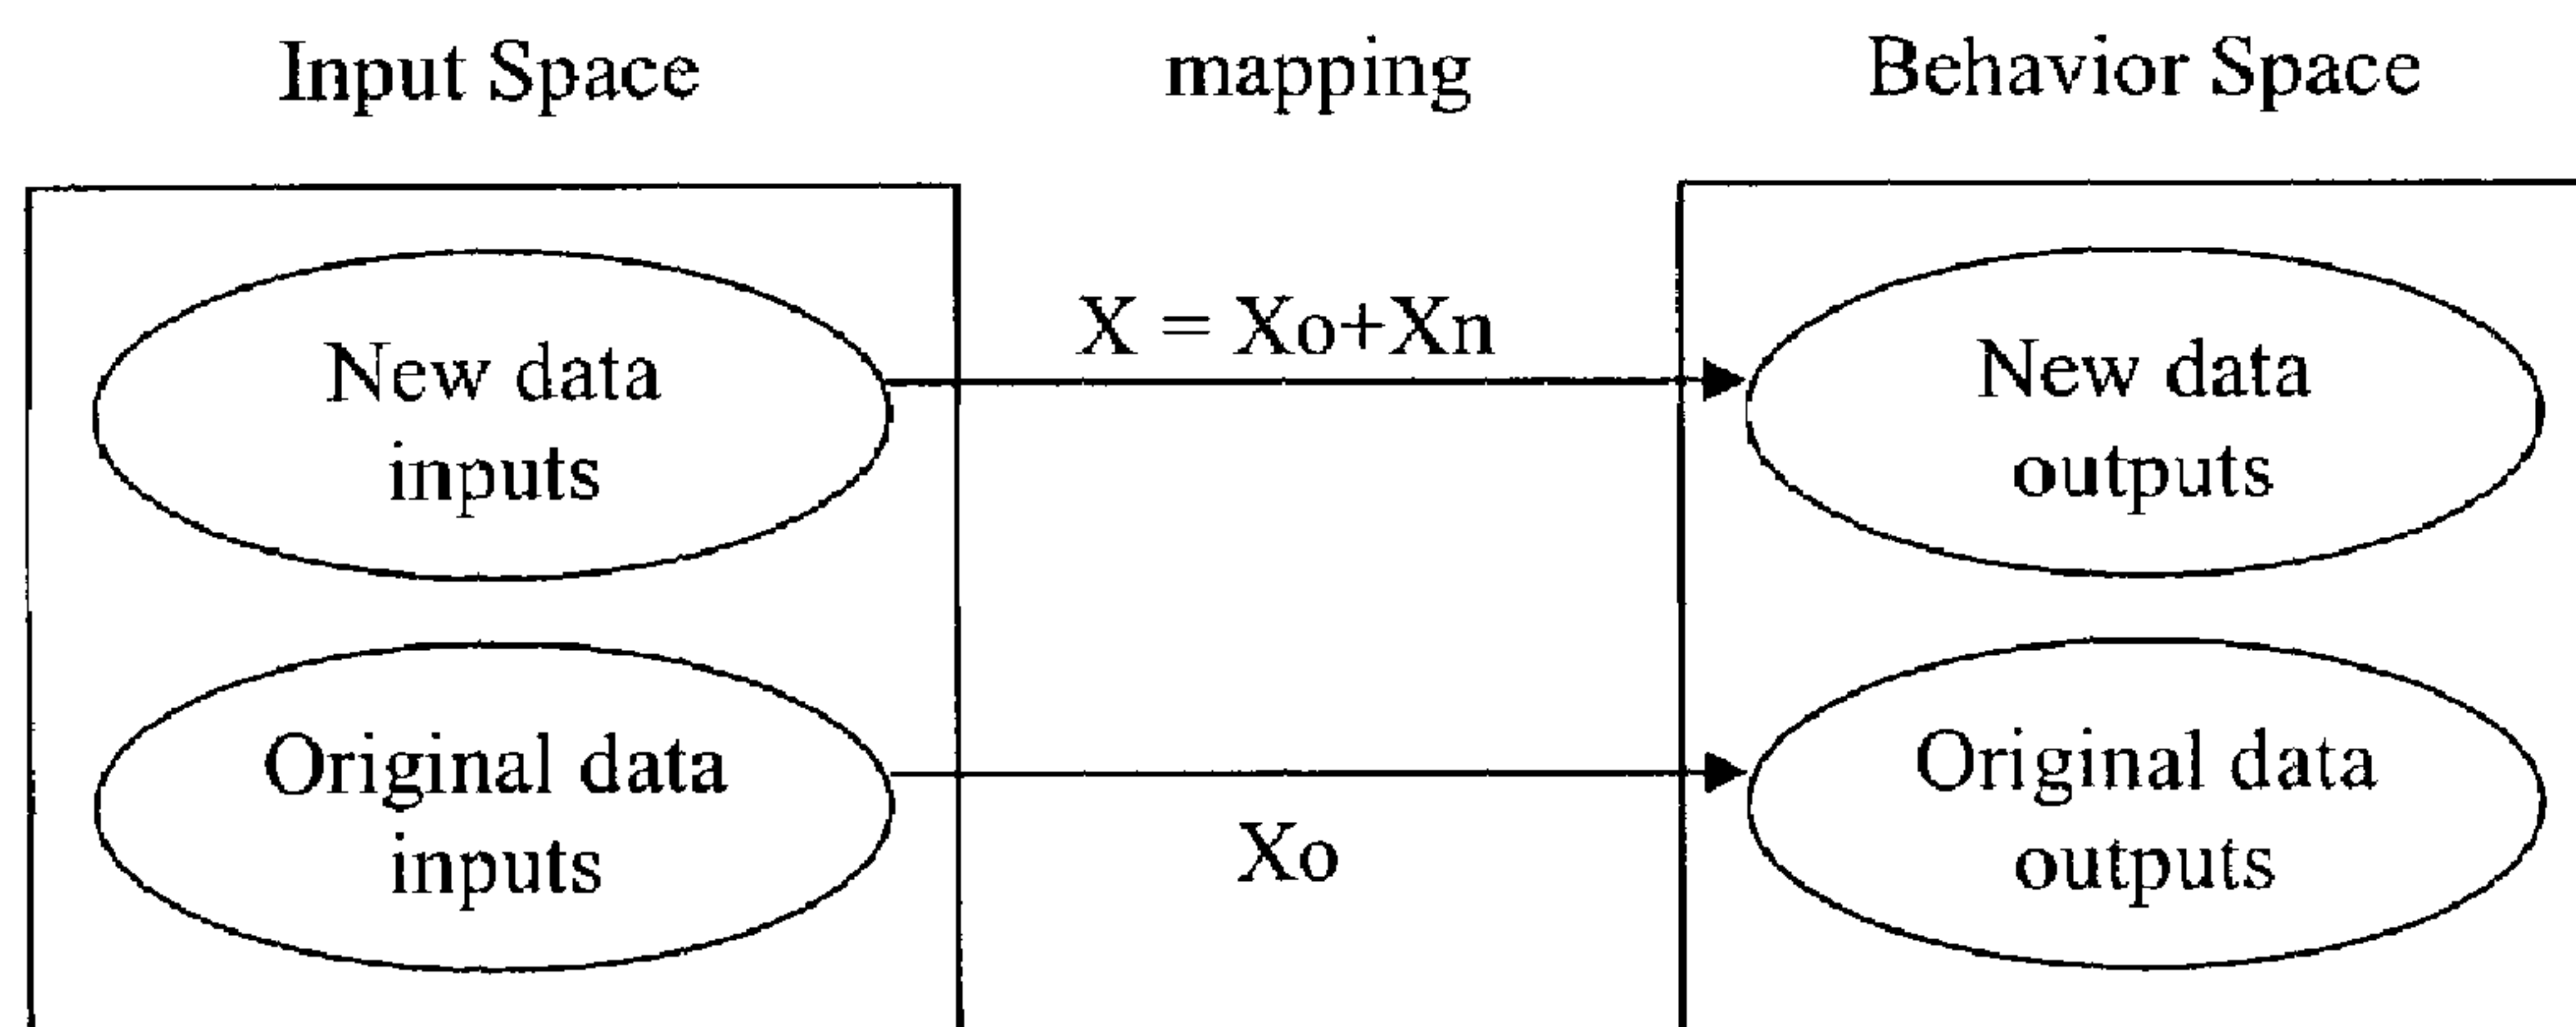 Input Space
mapping
Behavior Space
X = Xo+Xn
New data
inputs
New data
outputs
Original data
inputs
Xo
Original data
outputs